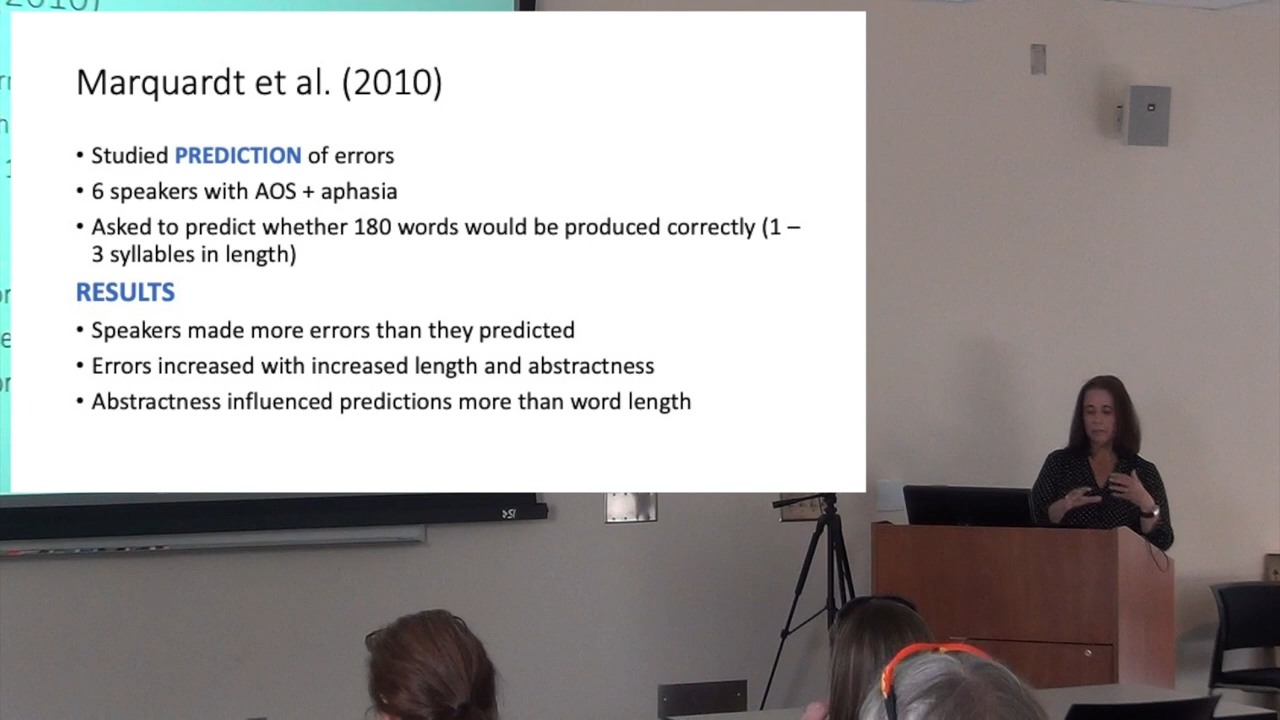 Marquardt et al. (2010)
• Studied PREDICTION of errors
• 6 speakers with AOS + aphasia
• Asked to predict whether 180 words would be produced correctly (1 –
3 syllables in length)
RESULTS
• Speakers made more errors than they predicted
• Errors increased with increased length and abstractness
• Abstractness influenced predictions more than word length